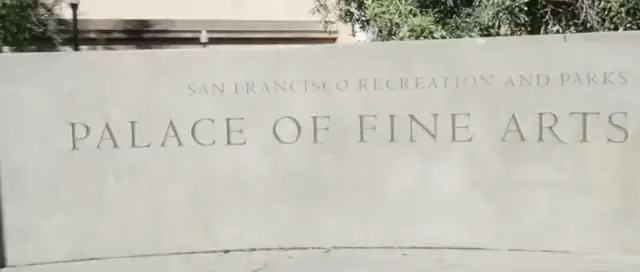 SAN FRANCISCO RECREATION AND PARKS
PALACE OF FINE ARTS